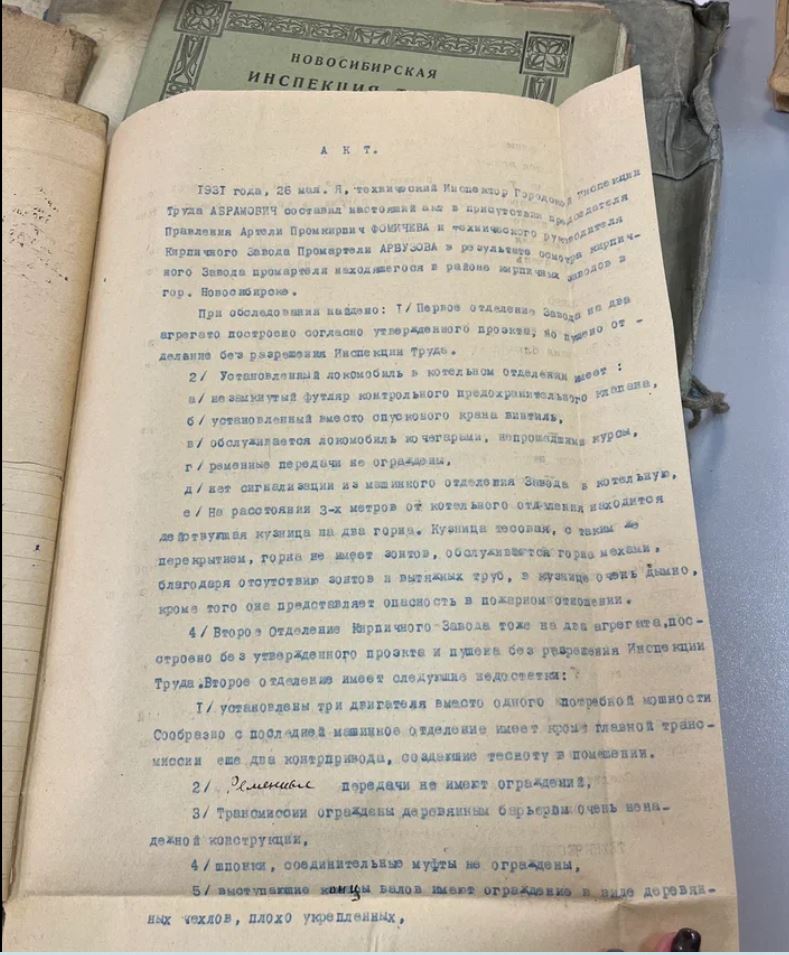 НОВОСИБИРСКАЯ
ИНСПЕКЦИЯ
А К Т.
1931 года, 26 мая. Я, технический Инспектор Городской Инспекции
Труда АБРАМОВИЧ составил настоящий акт в присутствии председателя
Правления Артели Промкирпич ФОМИЧЕВА и технического руководителя
Кирпичного Завода Промартели АРБУЗОВА в результате осмотра кирпич-
ного Завода промартели находящегося в районе кирпичных заводов в
гор. Новосибирске.
При обследовании найдено: I/ Первое отделение Завода на два
агрегато построено согласно утвержденного проэкта, но пущено от -
деление без разрешения Инспекции Труда.
2/ Установленный локомобиль в котельном отделении имеет :
а/ незамкнутый футляр контрольного предохранительного клапана,
б/ установленный вместо спускового крана винтиль,
в/ обслуживается локомобиль кочегарами, непрошедшими курсы,
г/ ременные передачи не ограждены,
д/ нет сигнализации из машинного отделения Завода в котельную,
е/ На расстоянии 3-х метров от котельного отделения находится
действующая кузница на два горна. Кузница тесовая, с таким же
перекрытием, горна не имеет зонтов, обслуживается горна мехами,
благодаря отсутствию зонтов и вытяжных труб, в кузнице очень дымно,
кроме того она представляет опасность в пожарном отношении.
4/ Второе Отделение Кирпичного Завода тоже на два агрегата,пос-
строено без утвержденного проэкта и пущена без разрешения Инспекции
Труда.Второе отделение имеет следующие недостатки:
I/ установлены три двигателя вместо одного потребной мощности
Сообразно с последней машинное отделение имеет кроме главной транс-
миссии еще два контрпривода, создающие тесноту в помещении.
2/ Ременные передачи не имеют ограждений,
3/ Трансмиссии ограждены деревянным барьером очень нена-
дежной конструкции,
4/ шпонки, соединительные муфты не ограждены,
5/ выступающие концы валов имеют ограждение в виде деревян-
ных чехлов, плохо укрепленных,